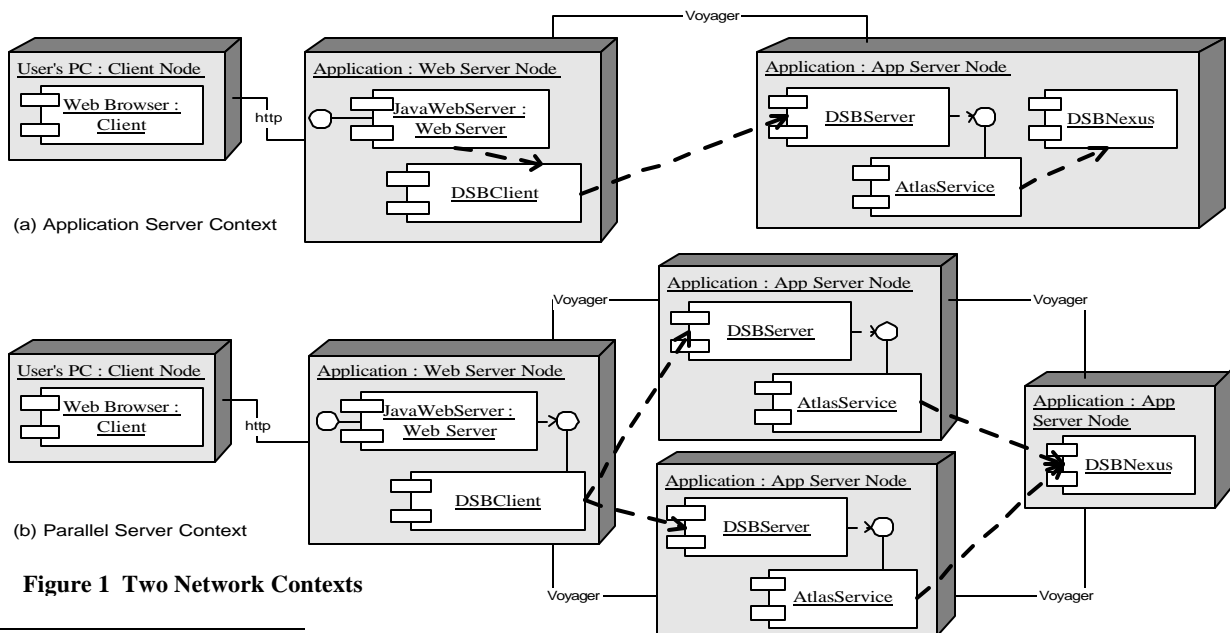 Voyager
User's PC : Client Node
Web Browser :
Client
http
Application : Web Server Node
JavaWebServer :
Web Server
DSBClient
Application : App Server Node
DSBServer
DSBNexus
AtlasService
(a) Application Server Context
User's PC : Client Node
Web Browser :
Client
http
Application : Web Server Node
JavaWebServer :
Web Server
DSBClient
Voyager
Application : App Server Node
DSBServer
AtlasService
Voyager
Application : App
Server Node
DSBNexus
Application : App Server Node
DSBServer
AtlasService
Voyager
Voyager
(b) Parallel Server Context
Figure 1 Two Network Contexts